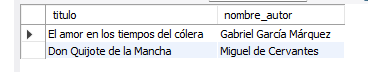 titulo nombre_autor
El amor en los tiempos del cólera Gabriel García Márquez
Don Quijote de la Mancha Miguel de Cervantes